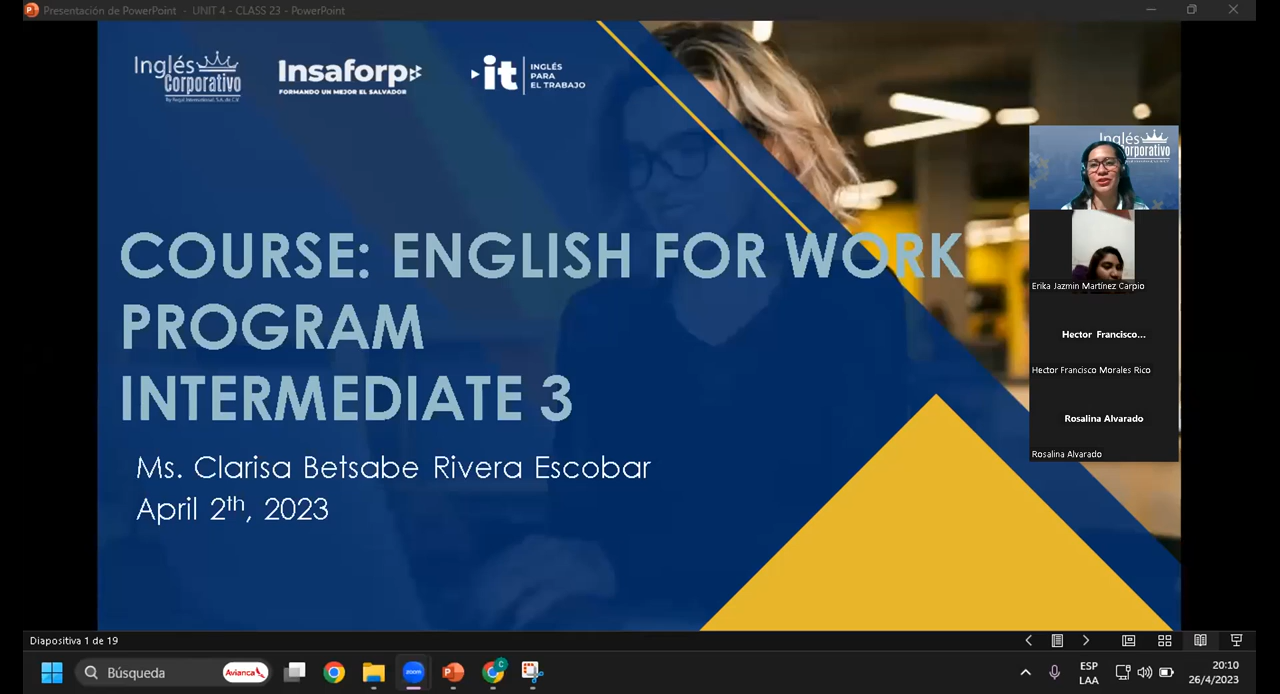 Presentación de PowerPoint - UNIT 4 - CLASS 23 - PowerPoint
Inglés
Corporativo
Insaforp
FORMANDO UN MEJOR EL SALVADOR
it
INGLÉS
PARA
EL TRABAJO
Inglés
Corporativo
COURSE: ENGLISH FOR WORK
PROGRAM
INTERMEDIATE 3
Ms. Clarisa Betsabe Rivera Escobar
April 2th, 2023
Erika Jazmin Martínez Carpio
Hector Francisco...
Hector Francisco Morales Rico
Rosalina Alvarado
Rosalina Alvarado
Diapositiva 1 de 19
Búsqueda
Avianca
zoom
ESP
LAA
20:10
26/4/2023